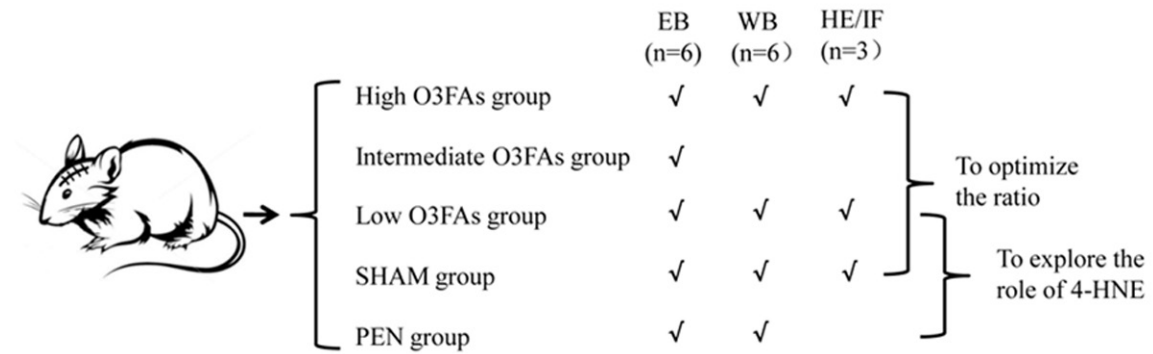 EB WB HE/IF
(n=6) (n=6) (n=3)
High O3FAs group √ √ √
Intermediate O3FAs group √
Low O3FAs group √ √ √
SHAM group √ √ √
PEN group √ √
To optimize
the ratio
To explore the
role of 4-HNE